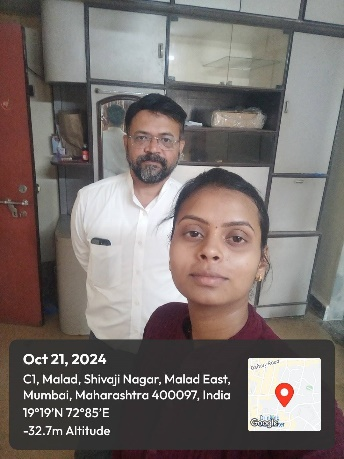 Oct 21, 2024
C1, Malad, Shivaji Nagar, Malad East,
Mumbai, Maharashtra 400097, India
19°19'N 72°85'E
-32.7m Altitude
Google